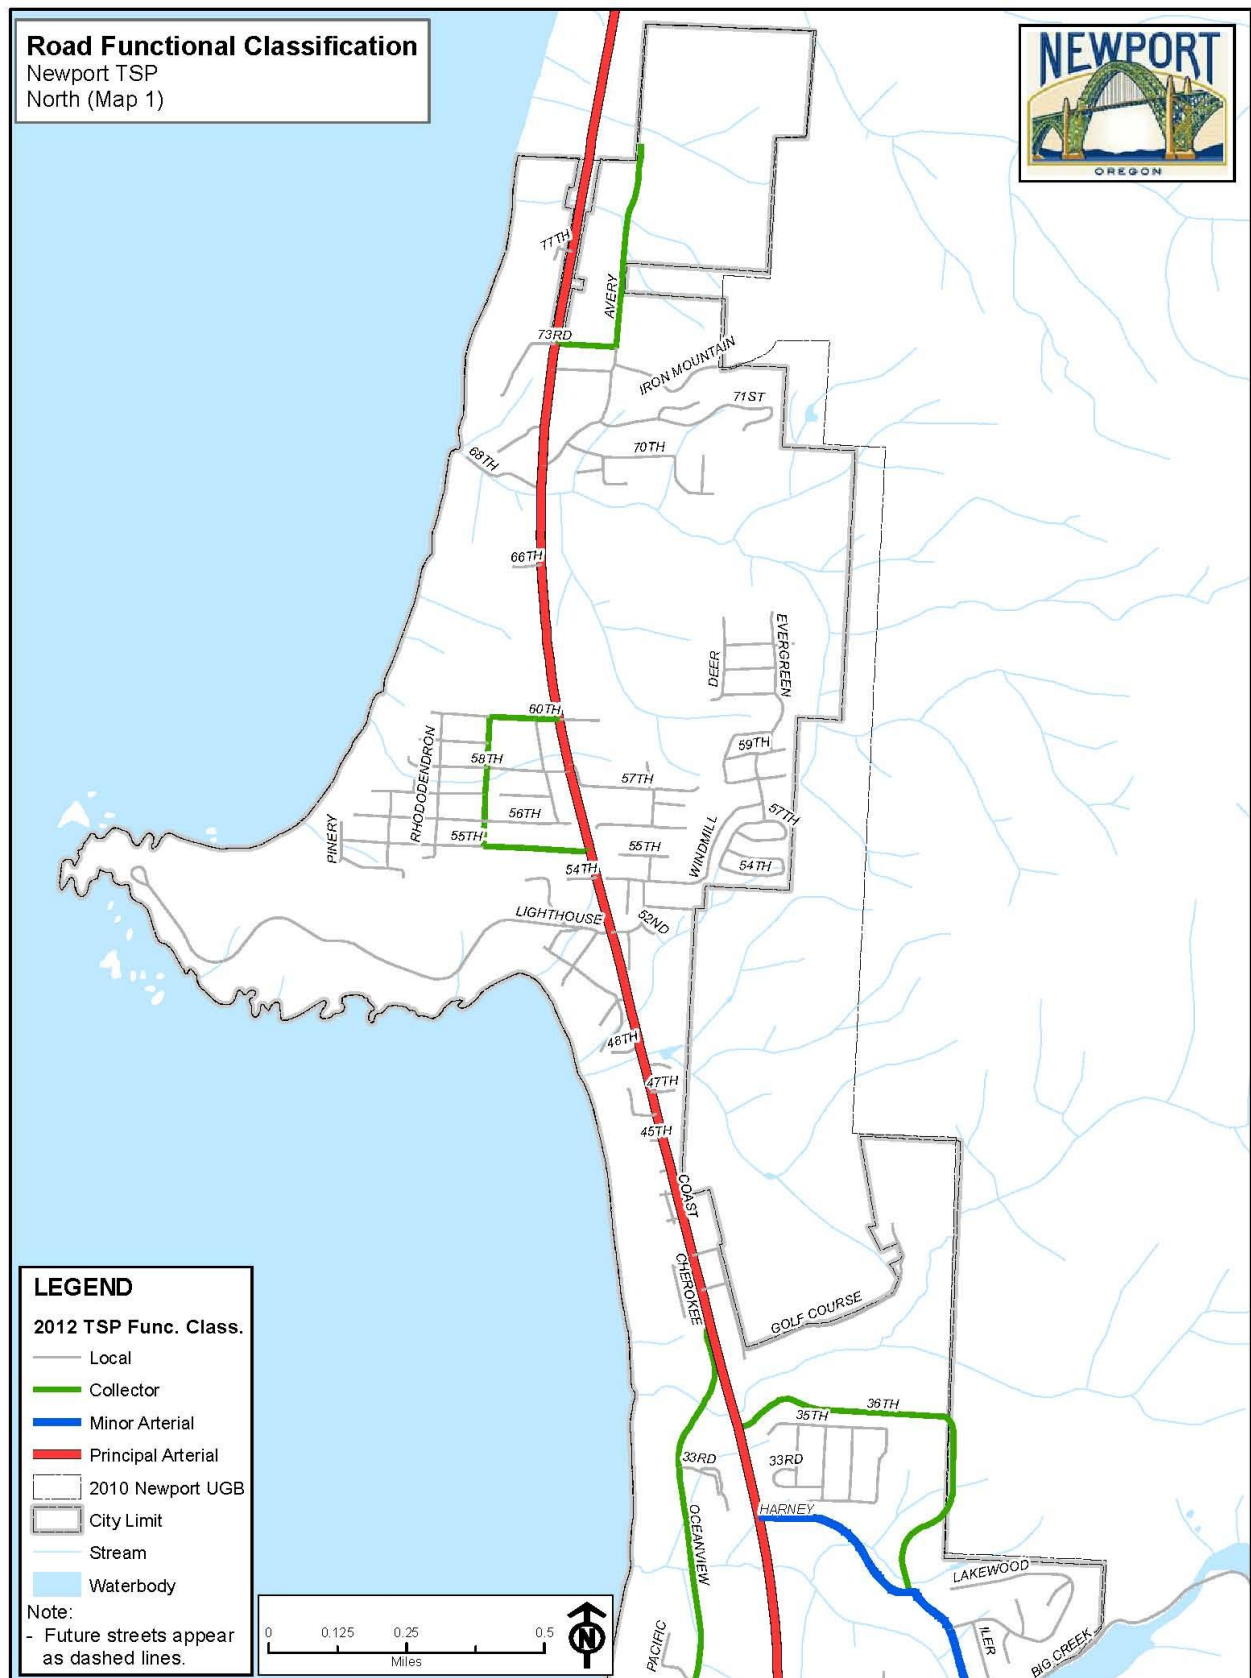 Road Functional Classification
Newport TSP
North (Map 1)
NEWPORT
OREGON
77TH
AVERY
73RD
IRON MOUNTAIN
71ST
70TH
68TH
66TH
EVERGREEN
DEER
60TH
RHODODENDRON
59TH
58TH
57TH
56TH
57TH
PINERY
55TH
55TH
WINDMILL
54TH
54TH
LIGHTHOUSE
52ND
48TH
47TH
45TH
COAST
CHEROKEE
GOLF COURSE
36TH
35TH
33RD
33RD
HARNEY
OCEANVIEW
LAKEWOOD
PACIFIC
ILER
BIG CREEK
LEGEND
2012 TSP Func. Class.
Local
Collector
Minor Arterial
Principal Arterial
2010 Newport UGB
City Limit
Stream
Waterbody
Note:
- Future streets appear
as dashed lines.
0 0.125 0.25 0.5
Miles
N